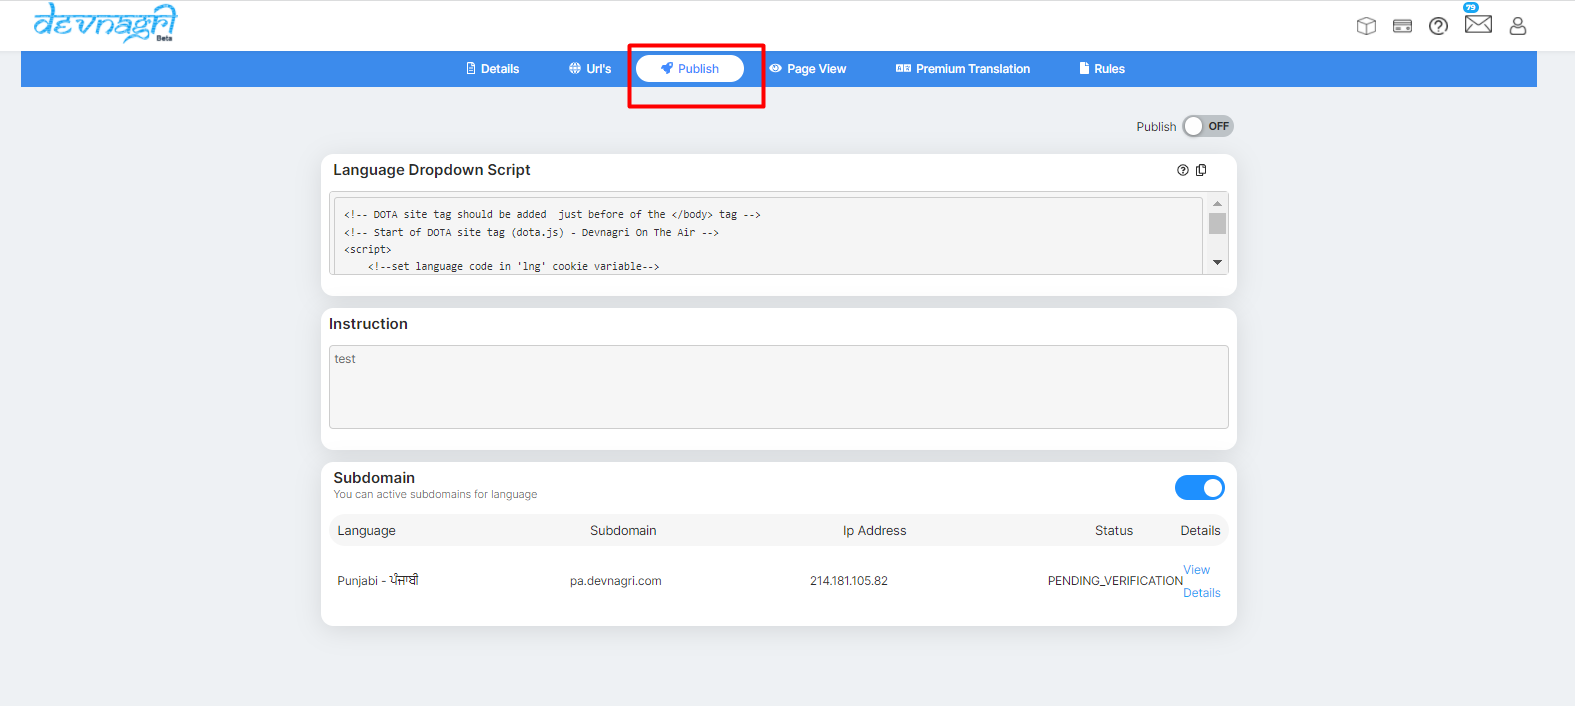 devnagri
Beta
79
Details Url's Publish Page View Premium Translation Rules
Publish OFF
Language Dropdown Script
<!-- DOTA site tag should be added  just before of the </body> tag -->
<!-- Start of DOTA site tag (dota.js) - Devnagri On The Air -->
<script>
<!--set language code in 'lng' cookie variable-->
Instruction
test
Subdomain
You can active subdomains for language
Language Subdomain Ip Address Status Details
Punjabi - ਪੰਜਾਬੀ pa.devnagri.com 214.181.105.82 PENDING_VERIFICATION View
Details